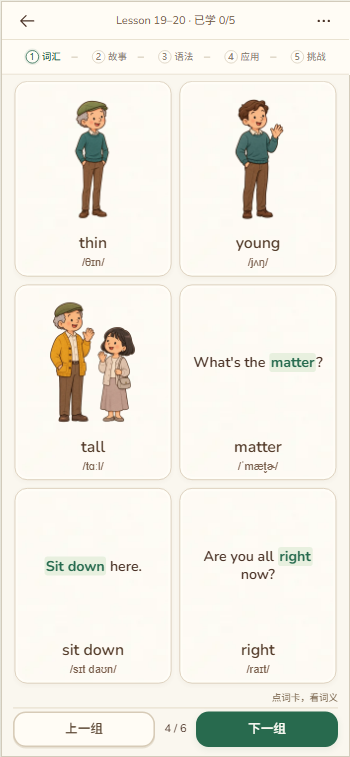 Lesson 19–20 · 已学 0/5
1 词汇 – 2 故事 – 3 语法 – 4 应用 – 5 挑战
thin
/θɪn/
young
/jʌŋ/
tall
/tɑːl/
What's the matter?
matter
/ˈmæt̬ɚ/
Sit down here.
sit down
/sɪt daʊn/
Are you all right
now?
right
/raɪt/
点词卡，看词义
上一组
4 / 6
下一组